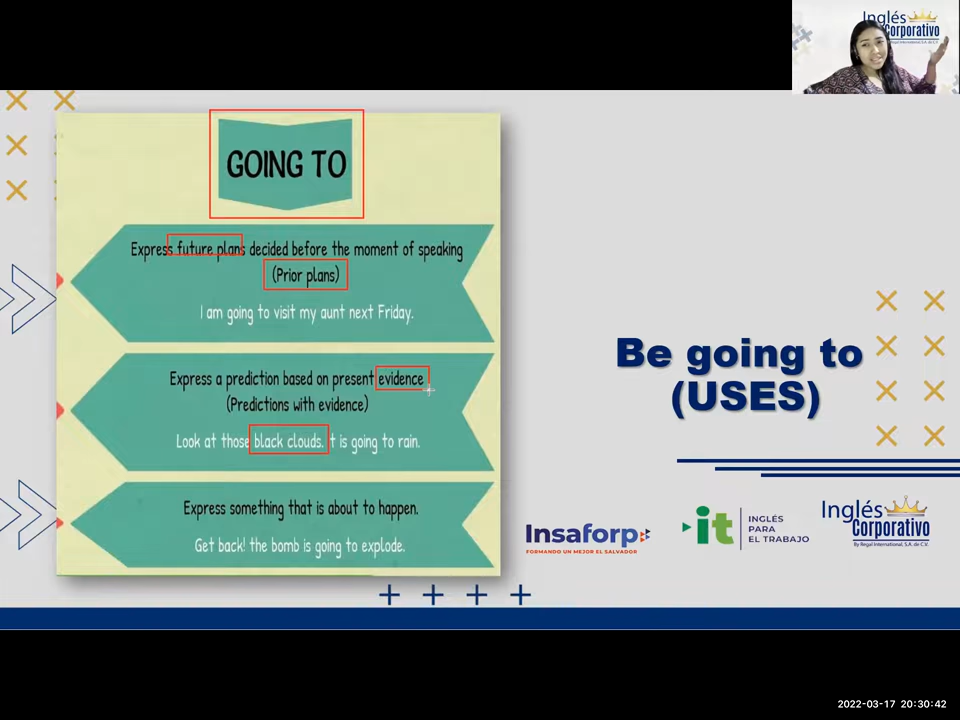 Inglés
Corporativo
GOING TO
Express future plans decided before the moment of speaking
(Prior plans)
I am going to visit my aunt next Friday.
Express a prediction based on present evidence
(Predictions with evidence)
Look at those black clouds. It is going to rain.
Express something that is about to happen.
Get back! the bomb is going to explode.
Be going to
(USES)
Insaforp
FORMANDO UN MEJOR EL SALVADOR
it
INGLÉS
PARA
EL TRABAJO
Inglés
Corporativo
By Regal International, S.A. de C.V.
2022-03-17 20:30:42